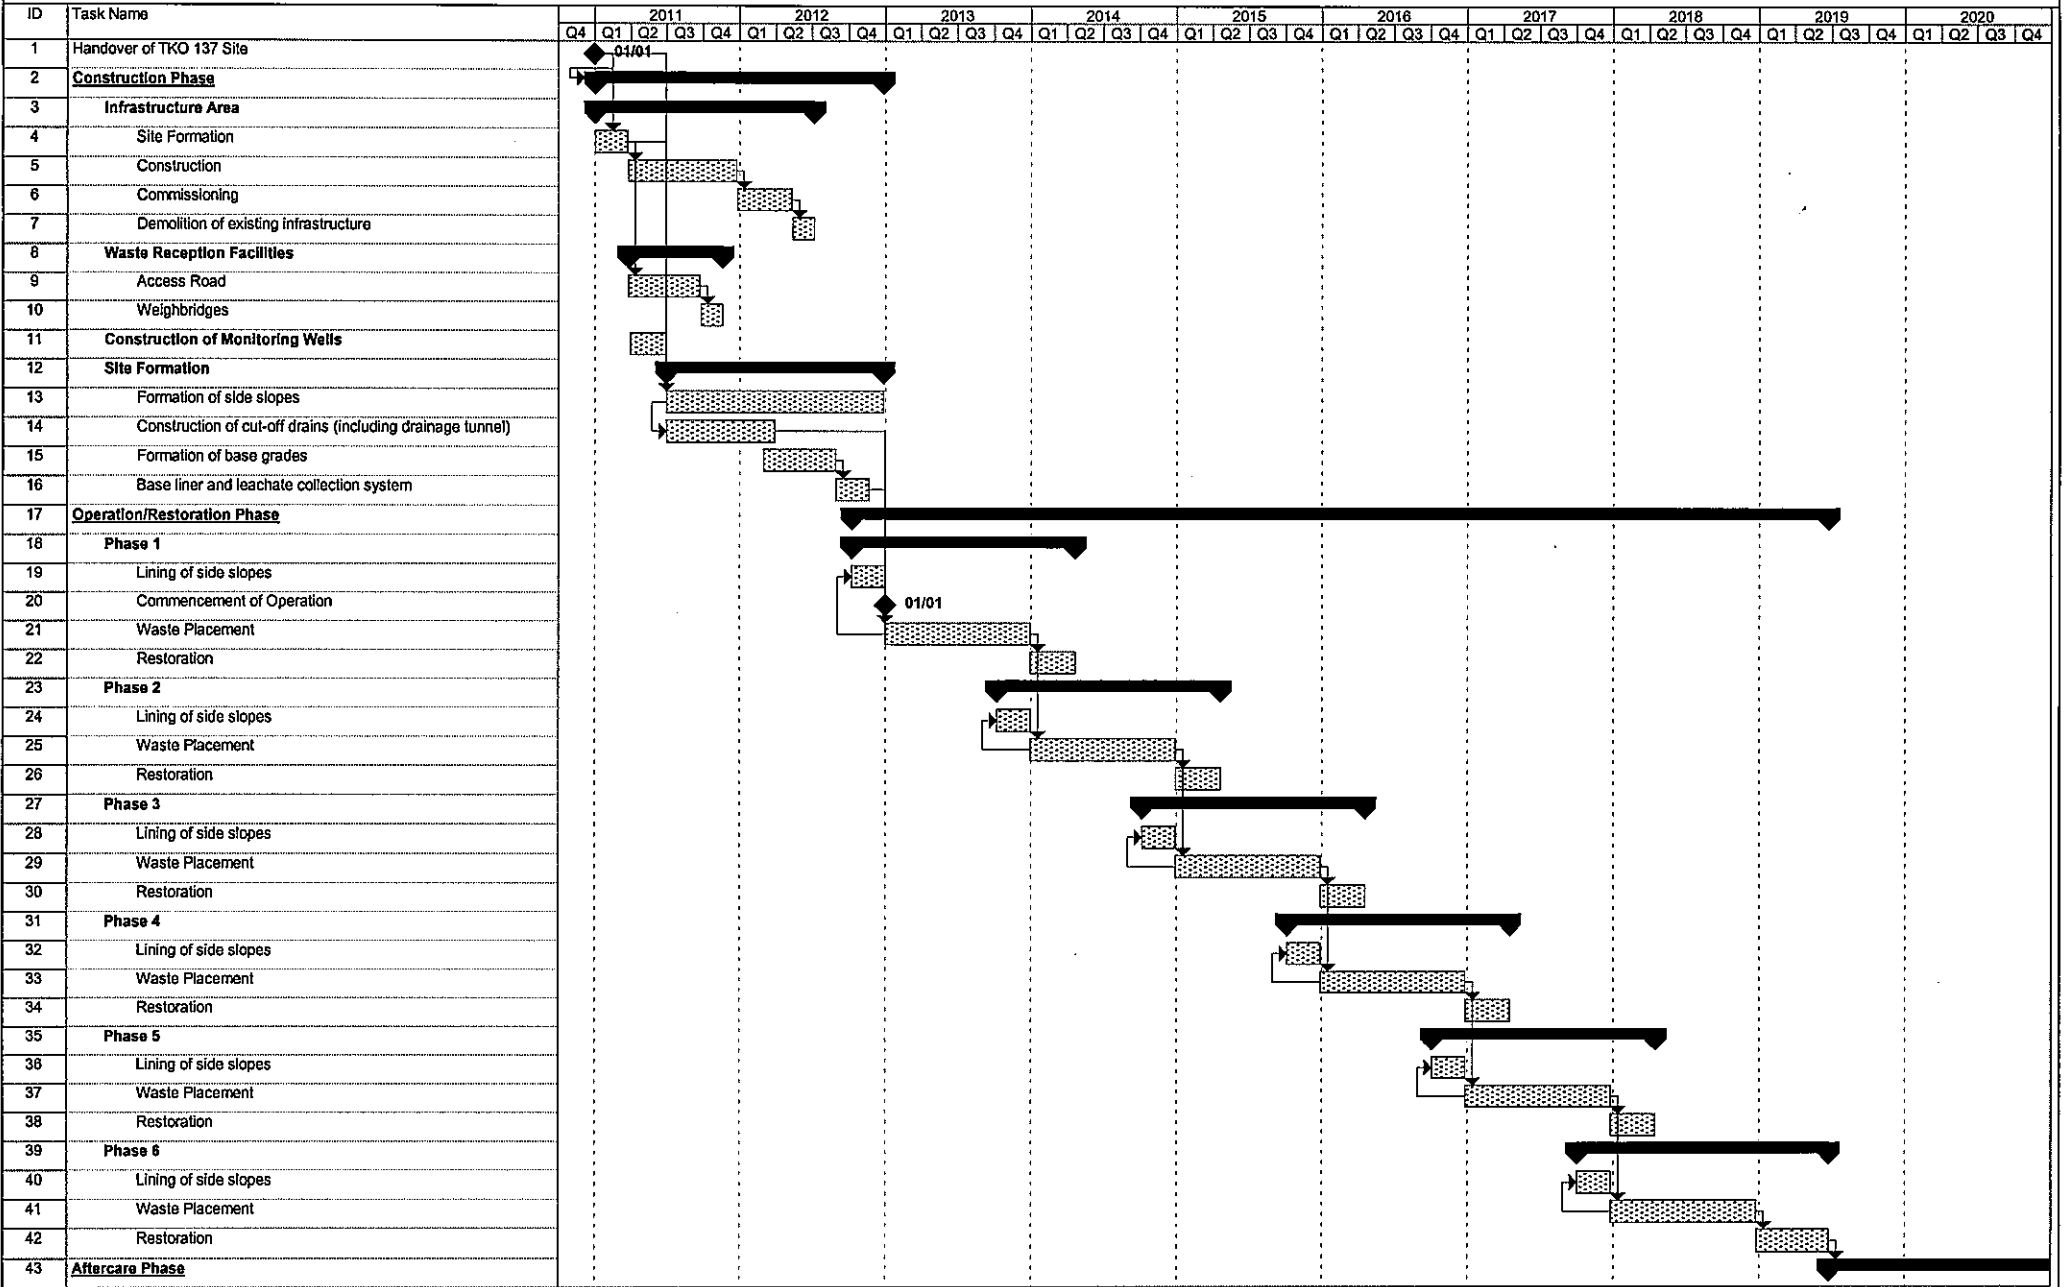 ID Task Name 2011 2012 2013 2014 2015 2016 2017 2018 2019 2020
Q4 Q1 Q2 Q3 Q4 Q1 Q2 Q3 Q4 Q1 Q2 Q3 Q4 Q1 Q2 Q3 Q4 Q1 Q2 Q3 Q4 Q1 Q2 Q3 Q4 Q1 Q2 Q3 Q4 Q1 Q2 Q3 Q4 Q1 Q2 Q3 Q4 Q1 Q2 Q3 Q4
1 Handover of TKO 137 Site 01/01
2 Construction Phase
3 Infrastructure Area
4 Site Formation
5 Construction
6 Commissioning
7 Demolition of existing infrastructure
8 Waste Reception Facilities
9 Access Road
10 Weighbridges
11 Construction of Monitoring Wells
12 Site Formation
13 Formation of side slopes
14 Construction of cut-off drains (including drainage tunnel)
15 Formation of base grades
16 Base liner and leachate collection system
17 Operation/Restoration Phase
18 Phase 1
19 Lining of side slopes
20 Commencement of Operation 01/01
21 Waste Placement
22 Restoration
23 Phase 2
24 Lining of side slopes
25 Waste Placement
26 Restoration
27 Phase 3
28 Lining of side slopes
29 Waste Placement
30 Restoration
31 Phase 4
32 Lining of side slopes
33 Waste Placement
34 Restoration
35 Phase 5
36 Lining of side slopes
37 Waste Placement
38 Restoration
39 Phase 6
40 Lining of side slopes
41 Waste Placement
42 Restoration
43 Aftercare Phase